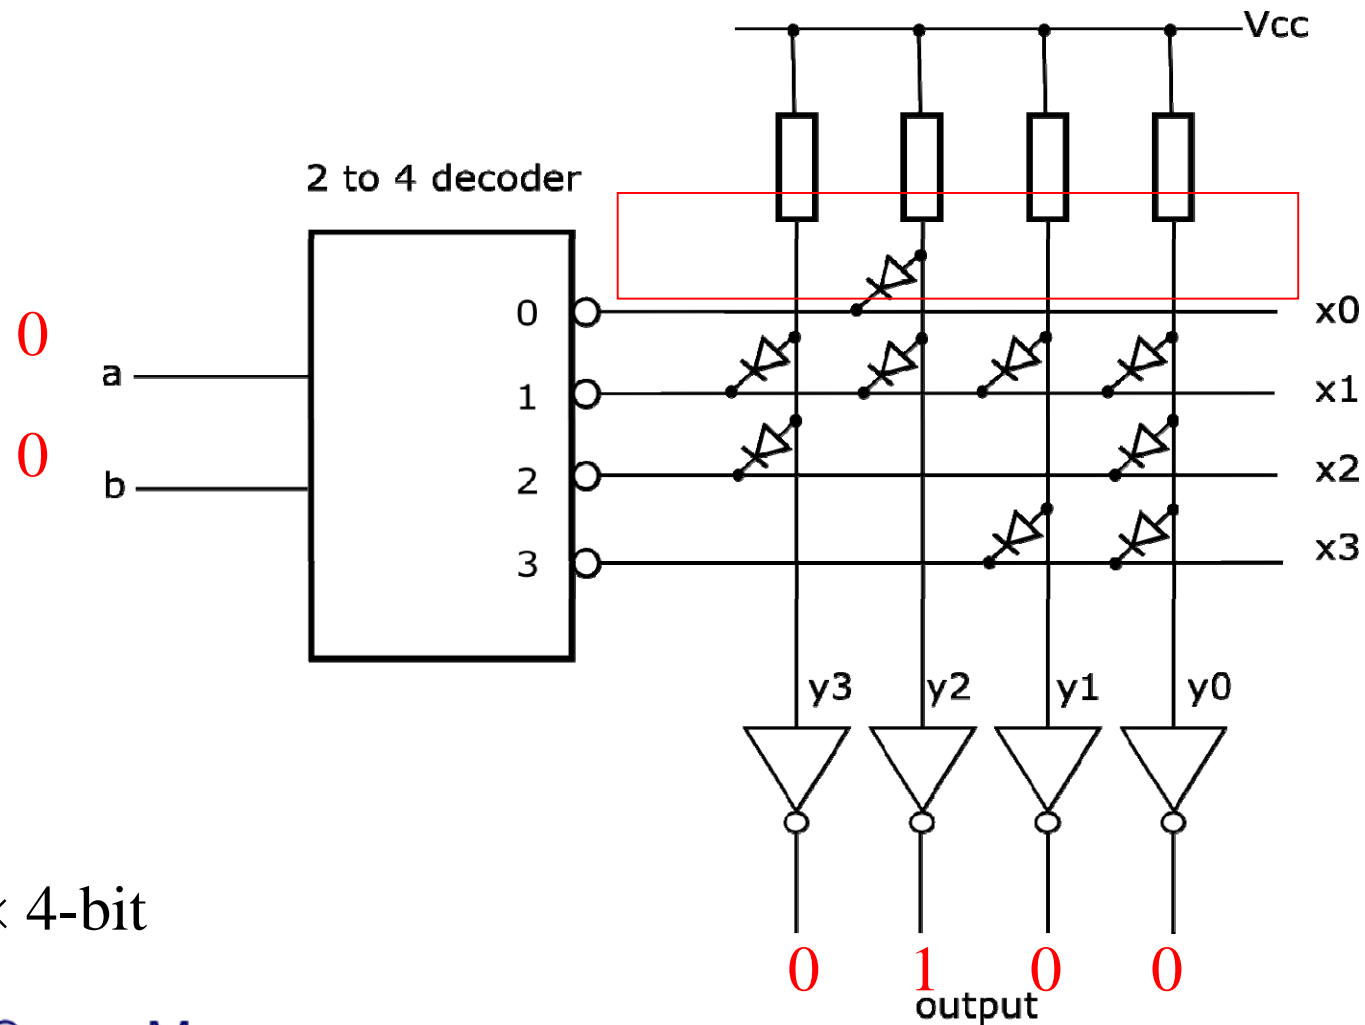 Vcc
2 to 4 decoder
0
0
a
0
b
1
2
3
x0
x1
x2
x3
y3 y2 y1 y0
× 4-bit
0 1 0 0
output